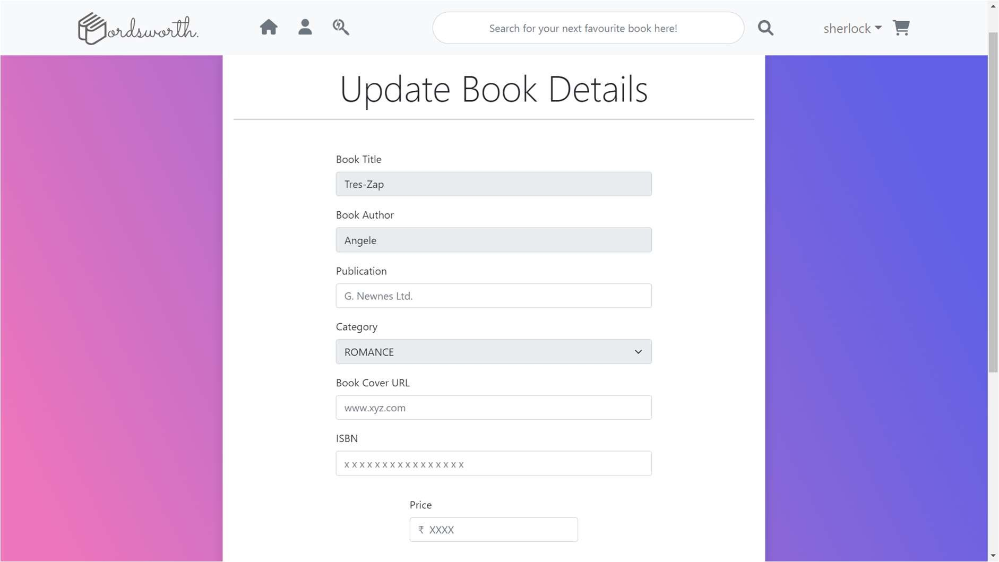 Wordsworth.
Search for your next favourite book here!
sherlock
Update Book Details
Book Title
Tres-Zap
Book Author
Angele
Publication
G. Newnes Ltd.
Category
ROMANCE
Book Cover URL
www.xyz.com
ISBN
x x x x x x x x x x x x x x x x
Price
₹ XXXX